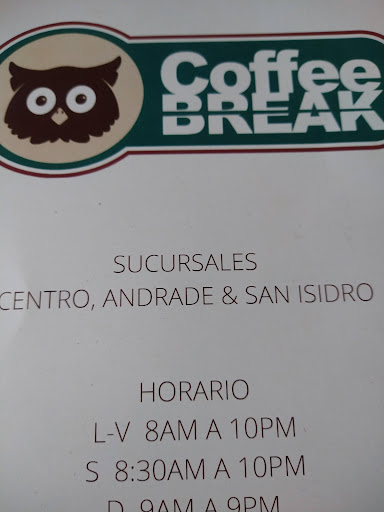 Coffee
BREAK
SUCURSALES
CENTRO, ANDRADE & SAN ISIDRO
HORARIO
L-V 8AM A 10PM
S 8:30AM A 10PM
D 9AM A 9PM